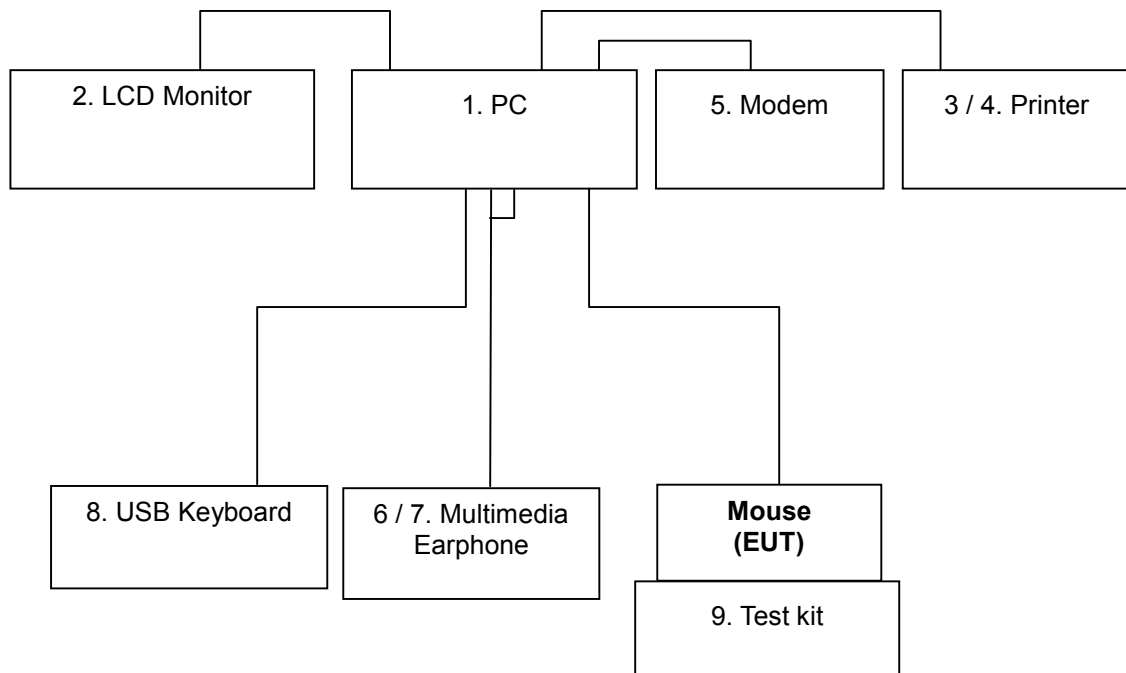 2. LCD Monitor
1. PC
5. Modem
3 / 4. Printer
8. USB Keyboard
6 / 7. Multimedia
Earphone
Mouse
(EUT)
9. Test kit